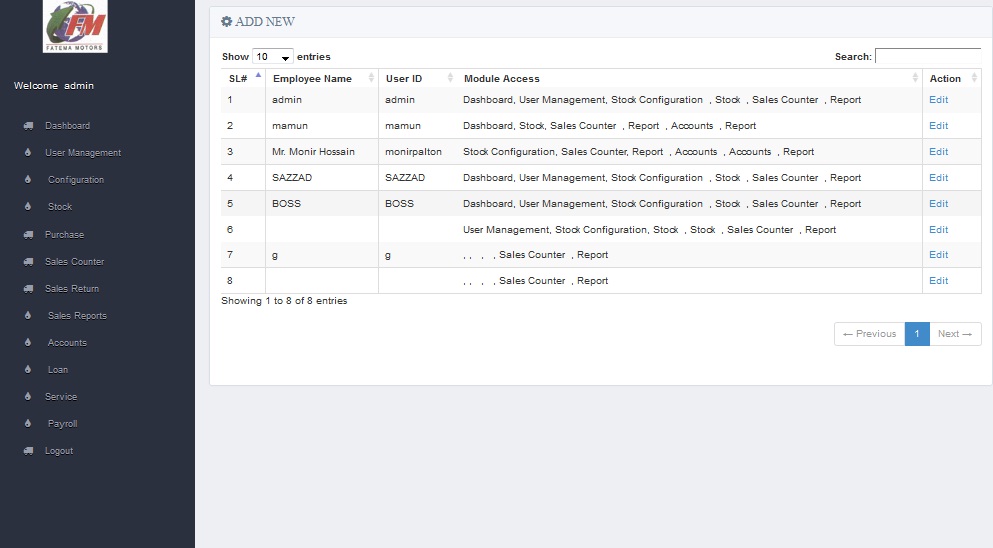 FM
FATEMA MOTORS
Welcome admin
Dashboard
User Management
Configuration
Stock
Purchase
Sales Counter
Sales Return
Sales Reports
Accounts
Loan
Service
Payroll
Logout
ADD NEW
Show 10 entries Search:
SL# Employee Name User ID Module Access Action
1 admin admin Dashboard, User Management, Stock Configuration , Stock , Sales Counter , Report Edit
2 mamun mamun Dashboard, Stock, Sales Counter , Report , Accounts , Report Edit
3 Mr. Monir Hossain monirpalton Stock Configuration, Sales Counter, Report , Accounts , Accounts , Report Edit
4 SAZZAD SAZZAD Dashboard, User Management, Stock Configuration , Stock , Sales Counter , Report Edit
5 BOSS BOSS Dashboard, User Management, Stock Configuration , Stock , Sales Counter , Report Edit
6 User Management, Stock Configuration, Stock , Stock , Sales Counter , Report Edit
7 g g , , , , Sales Counter , Report Edit
8 , , , , Sales Counter , Report Edit
Showing 1 to 8 of 8 entries
← Previous 1 Next →